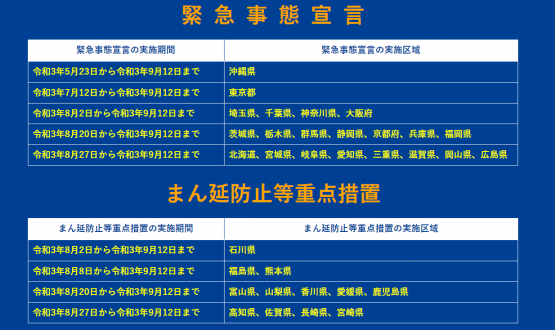 緊急事態宣言
緊急事態宣言の実施期間 緊急事態宣言の実施区域
令和3年5月23日から令和3年9月12日まで 沖縄県
令和3年7月12日から令和3年9月12日まで 東京都
令和3年8月2日から令和3年9月12日まで 埼玉県、千葉県、神奈川県、大阪府
令和3年8月20日から令和3年9月12日まで 茨城県、栃木県、群馬県、静岡県、京都府、兵庫県、福岡県
令和3年8月27日から令和3年9月12日まで 北海道、宮城県、岐阜県、愛知県、三重県、滋賀県、岡山県、広島県
まん延防止等重点措置
まん延防止等重点措置の実施期間 まん延防止等重点措置の実施区域
令和3年8月2日から令和3年9月12日まで 石川県
令和3年8月8日から令和3年9月12日まで 福島県、熊本県
令和3年8月20日から令和3年9月12日まで 富山県、山梨県、香川県、愛媛県、鹿児島県
令和3年8月27日から令和3年9月12日まで 高知県、佐賀県、長崎県、宮崎県